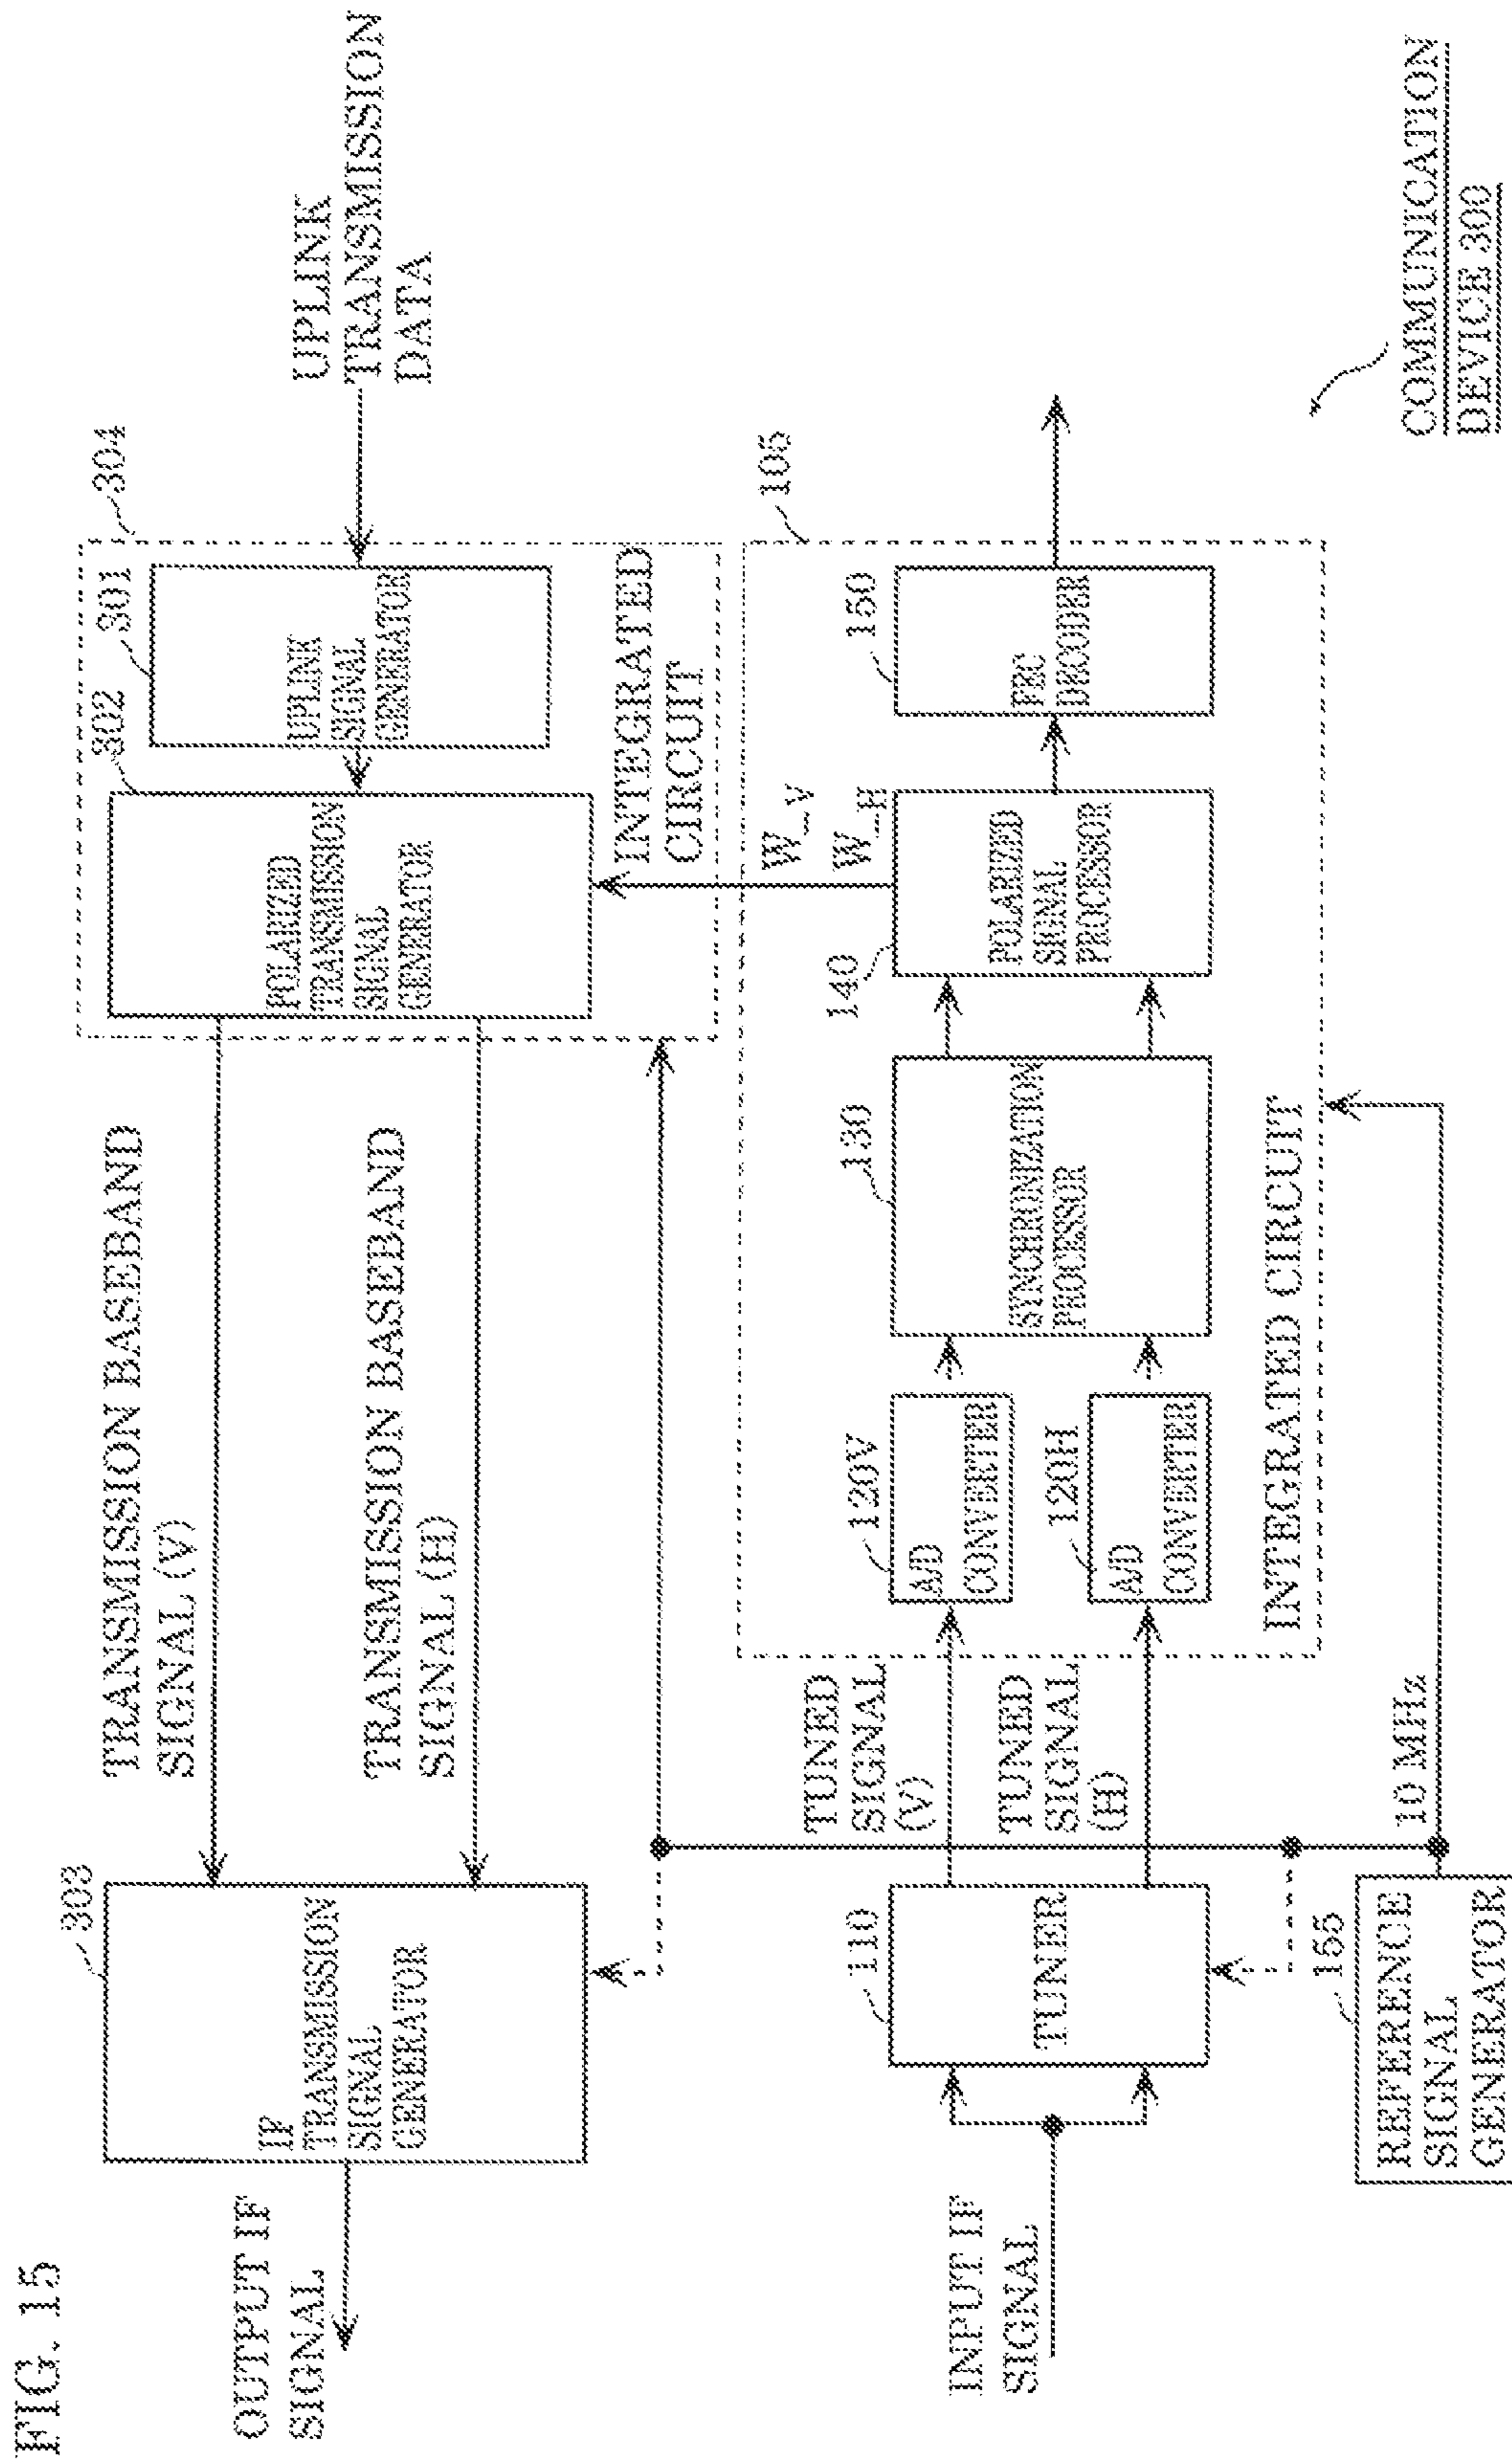 FIG. 15
OUTPUT IF
SIGNAL
303
IF
TRANSMISSION
SIGNAL
GENERATOR
TRANSMISSION BASEBAND
SIGNAL (V)
TRANSMISSION BASEBAND
SIGNAL (H)
302
POLARIZED
TRANSMISSION
SIGNAL
GENERATOR
301
UPLINK
SIGNAL
GENERATOR
304
INTEGRATED
CIRCUIT
UPLINK
TRANSMISSION
DATA
INPUT IF
SIGNAL
110
TUNER
TUNED
SIGNAL
(V)
TUNED
SIGNAL
(H)
120V
A/D
CONVEETER
120H
A/D
CONVEETER
130
SYNCHRONIZATION
PROCESSOR
140
POLARIZED
SIGNAL
PROCESSOR
W_V
W_H
150
FEC
DECODER
105
INTEGRATED CIRCUIT
155
REFERENCE
SIGNAL
GENERATOR
10 MHz
COMMUNICATION
DEVICE 300